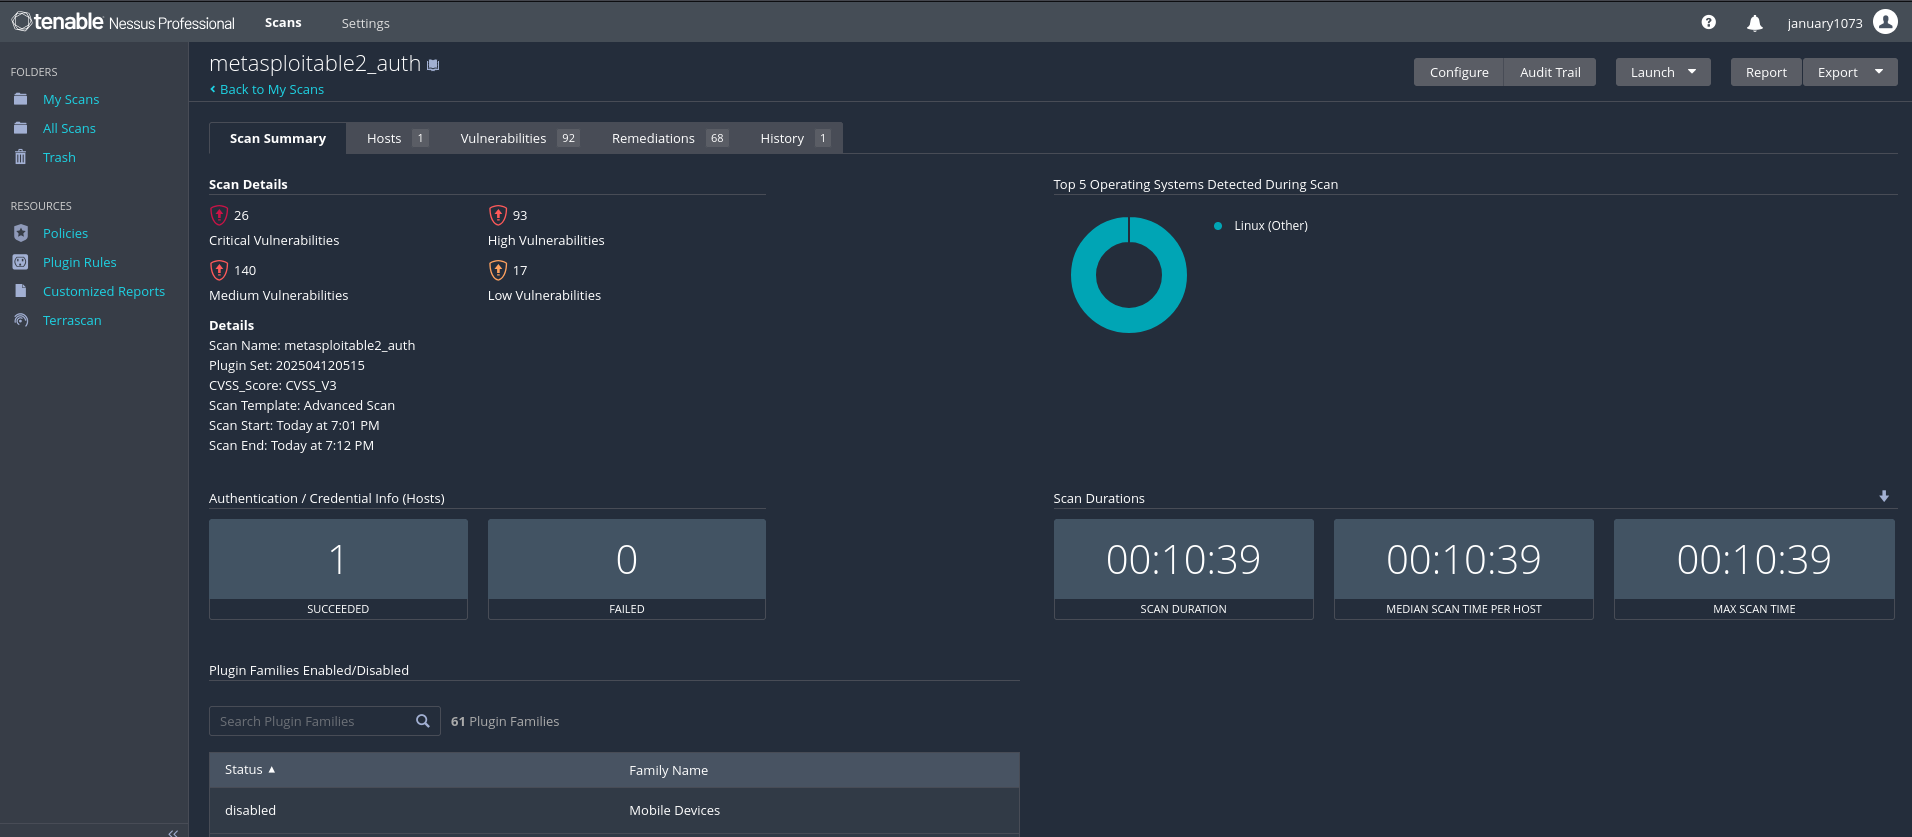 tenable Nessus Professional
Scans
Settings
january1073
FOLDERS
My Scans
All Scans
Trash
RESOURCES
Policies
Plugin Rules
Customized Reports
Terrascan
metasploitable2_auth
Back to My Scans
Configure
Audit Trail
Launch
Report
Export
Scan Summary
Hosts 1
Vulnerabilities 92
Remediations 68
History 1
Scan Details
26
Critical Vulnerabilities
93
High Vulnerabilities
140
Medium Vulnerabilities
17
Low Vulnerabilities
Details
Scan Name: metasploitable2_auth
Plugin Set: 202504120515
CVSS_Score: CVSS_V3
Scan Template: Advanced Scan
Scan Start: Today at 7:01 PM
Scan End: Today at 7:12 PM
Top 5 Operating Systems Detected During Scan
Linux (Other)
Authentication / Credential Info (Hosts)
1
SUCCEEDED
0
FAILED
Scan Durations
00:10:39
SCAN DURATION
00:10:39
MEDIAN SCAN TIME PER HOST
00:10:39
MAX SCAN TIME
Plugin Families Enabled/Disabled
Search Plugin Families
61 Plugin Families
Status
Family Name
disabled
Mobile Devices